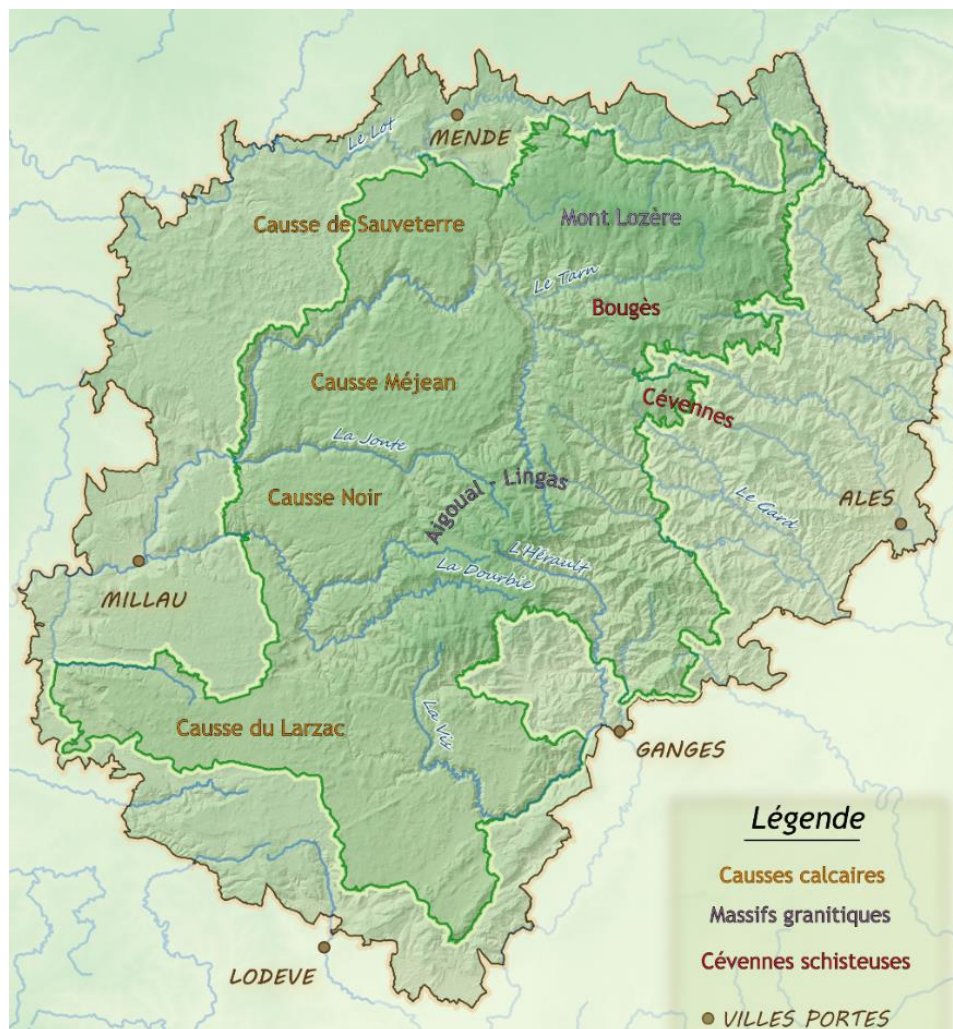 Le Lot
MENDE
Causse de Sauveterre
Mont Lozère
Le Tarn
Bougès
Causse Méjean
Cévennes
La Jonte
Causse Noir
Aigoual - Lingas
Le Gard
ALES
L'Hérault
La Dourbie
MILLAU
La Vis
Causse du Larzac
GANGES
LODEVE
Légende
Causses calcaires
Massifs granitiques
Cévennes schisteuses
VILLES PORTES